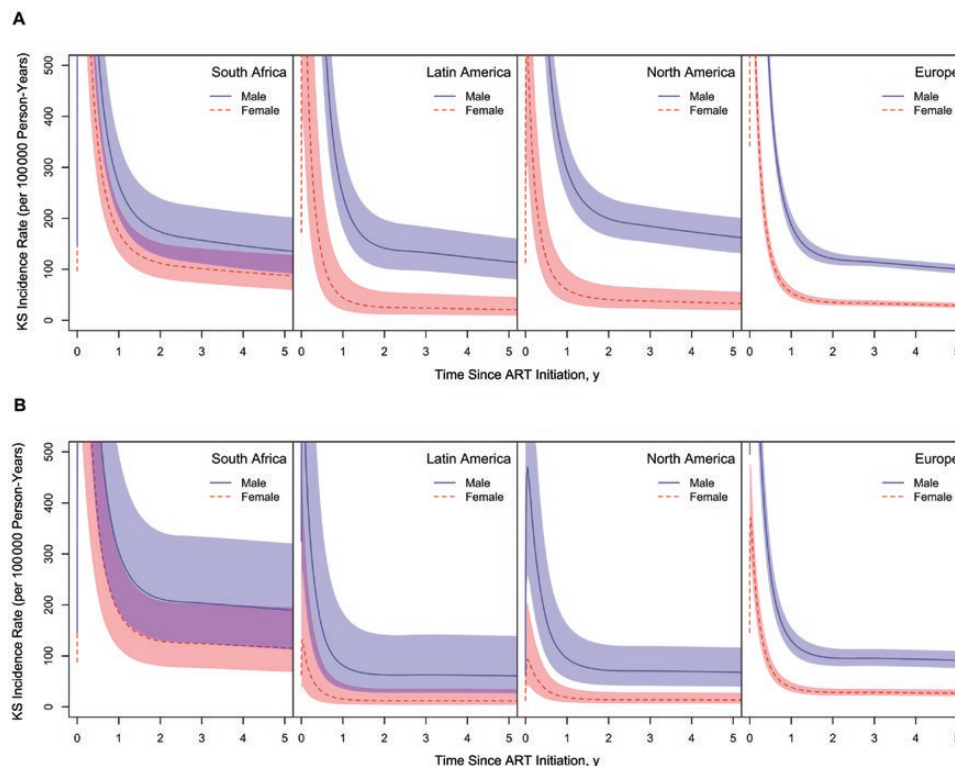 A
KS Incidence Rate (per 100000 Person-Years)
500
400
300
200
100
0
South Africa
Male
Female
Latin America
Male
Female
North America
Male
Female
Europe
Male
Female
0 1 2 3 4 5 0 1 2 3 4 5 0 1 2 3 4 5 0 1 2 3 4 5
Time Since ART Initiation, y
B
KS Incidence Rate (per 100000 Person-Years)
500
400
300
200
100
0
South Africa
Male
Female
Latin America
Male
Female
North America
Male
Female
Europe
Male
Female
0 1 2 3 4 5 0 1 2 3 4 5 0 1 2 3 4 5 0 1 2 3 4 5
Time Since ART Initiation, y